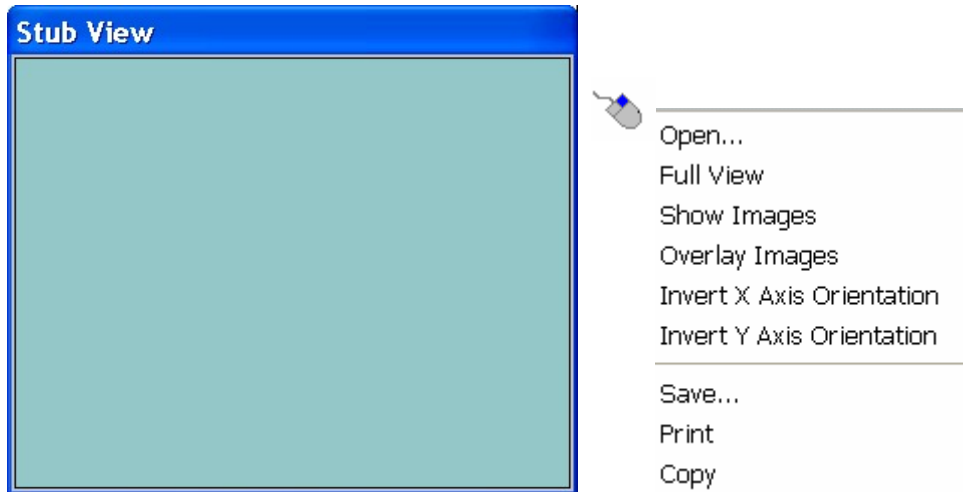 Stub View
Open...
Full View
Show Images
Overlay Images
Invert X Axis Orientation
Invert Y Axis Orientation
Save...
Print
Copy